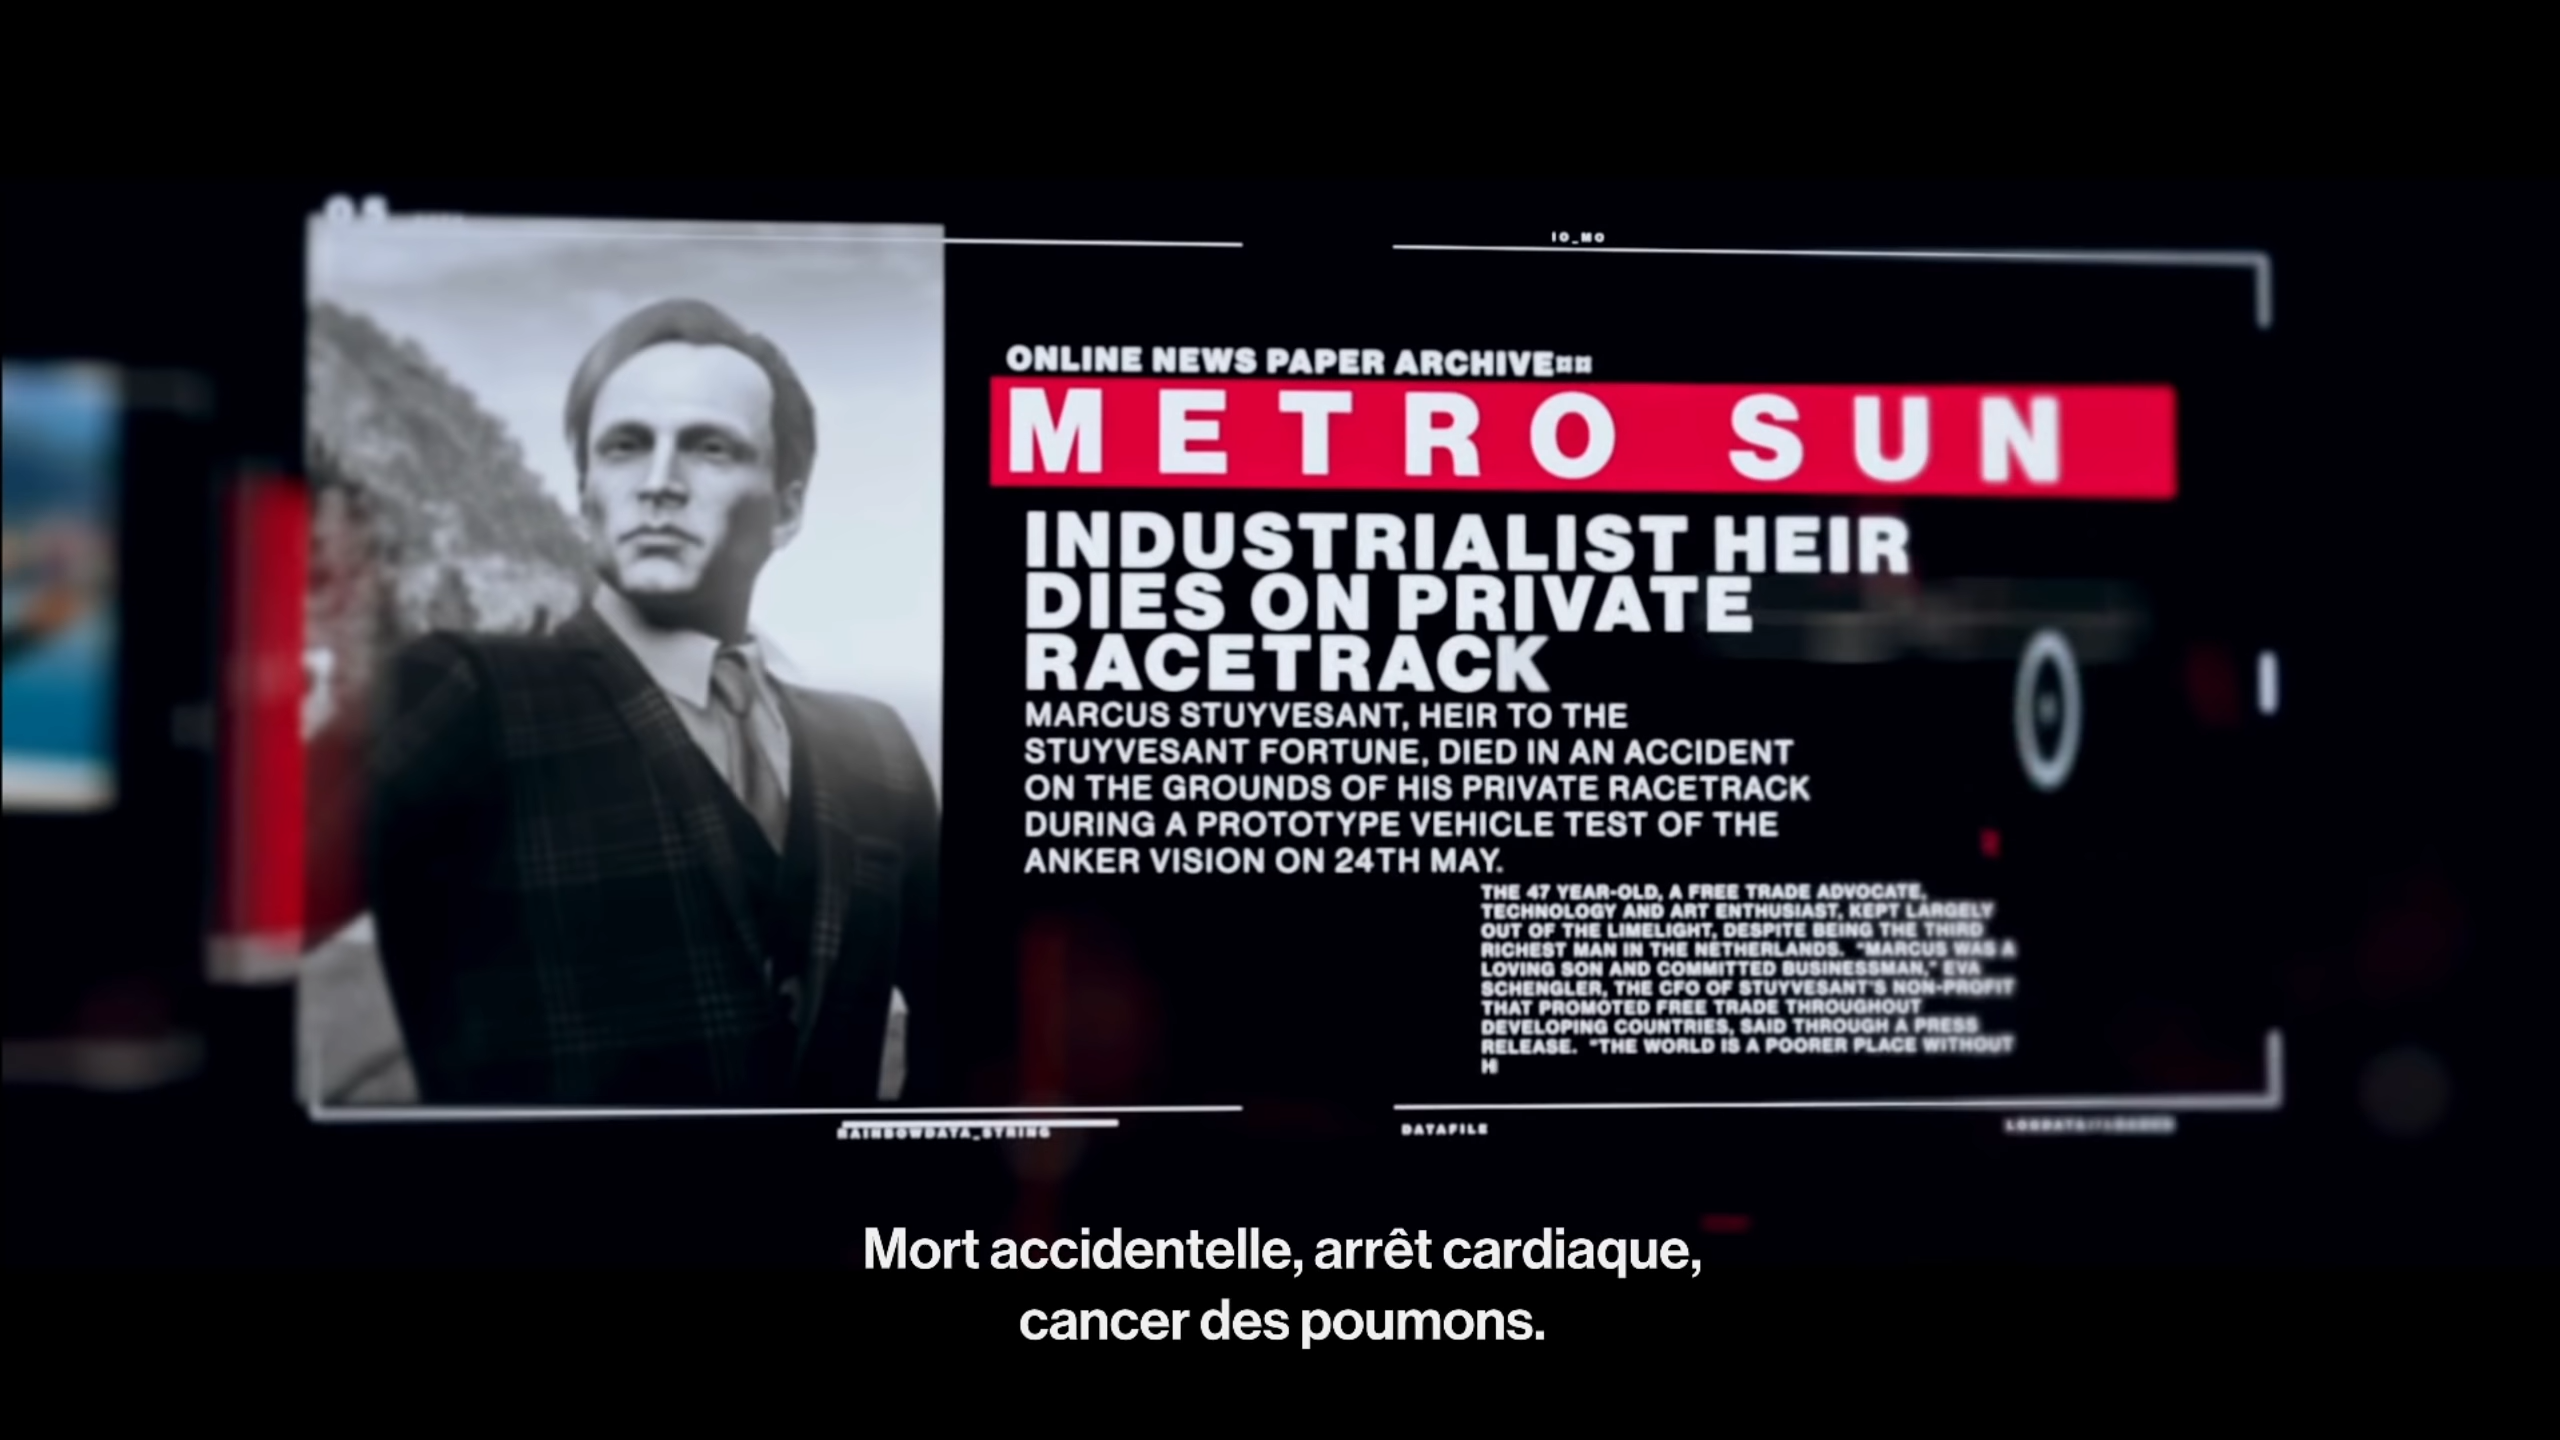 IO_MO
ONLINE NEWS PAPER ARCHIVE¤¤
METRO SUN
INDUSTRIALIST HEIR
DIES ON PRIVATE
RACETRACK
MARCUS STUYVESANT, HEIR TO THE
STUYVESANT FORTUNE, DIED IN AN ACCIDENT
ON THE GROUNDS OF HIS PRIVATE RACETRACK
DURING A PROTOTYPE VEHICLE TEST OF THE
ANKER VISION ON 24TH MAY.
THE 47 YEAR-OLD, A FREE TRADE ADVOCATE,
TECHNOLOGY AND ART ENTHUSIAST, KEPT LARGELY
OUT OF THE LIMELIGHT, DESPITE BEING THE THIRD
RICHEST MAN IN THE NETHERLANDS. "MARCUS WAS A
LOVING SON AND COMMITTED BUSINESSMAN," EVA
SCHENGLER, THE CFO OF STUYVESANT'S NON-PROFIT
THAT PROMOTED FREE TRADE THROUGHOUT
DEVELOPING COUNTRIES, SAID THROUGH A PRESS
RELEASE. "THE WORLD IS A POORER PLACE WITHOUT
H
RAINBOWDATA_STRING
DATAFILE
Mort accidentelle, arrêt cardiaque,
cancer des poumons.